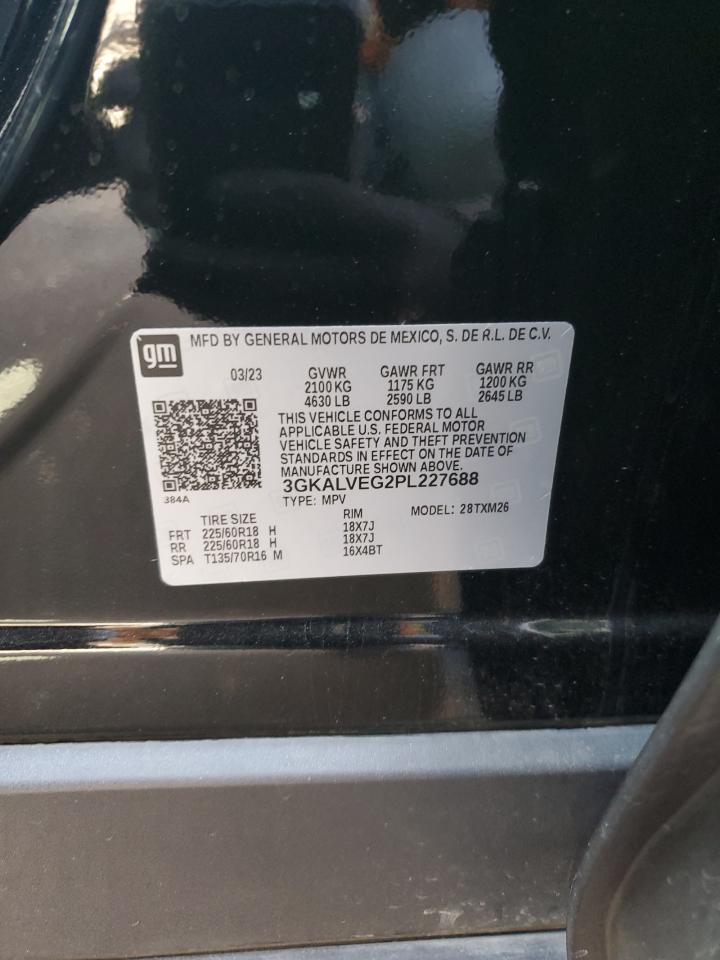 gm MFD BY GENERAL MOTORS DE MEXICO, S. DE R.L. DE C.V.
03/23 GVWR GAWR FRT GAWR RR
2100 KG 1175 KG 1200 KG
4630 LB 2590 LB 2645 LB
THIS VEHICLE CONFORMS TO ALL
APPLICABLE U.S. FEDERAL MOTOR
VEHICLE SAFETY AND THEFT PREVENTION
STANDARDS IN EFFECT ON THE DATE OF
MANUFACTURE SHOWN ABOVE.
384A 3GKALVEG2PL227688
TYPE: MPV MODEL: 28TXM26
TIRE SIZE RIM
FRT 225/60R18 H 18X7J
RR 225/60R18 H 18X7J
SPA T135/70R16 M 16X4BT